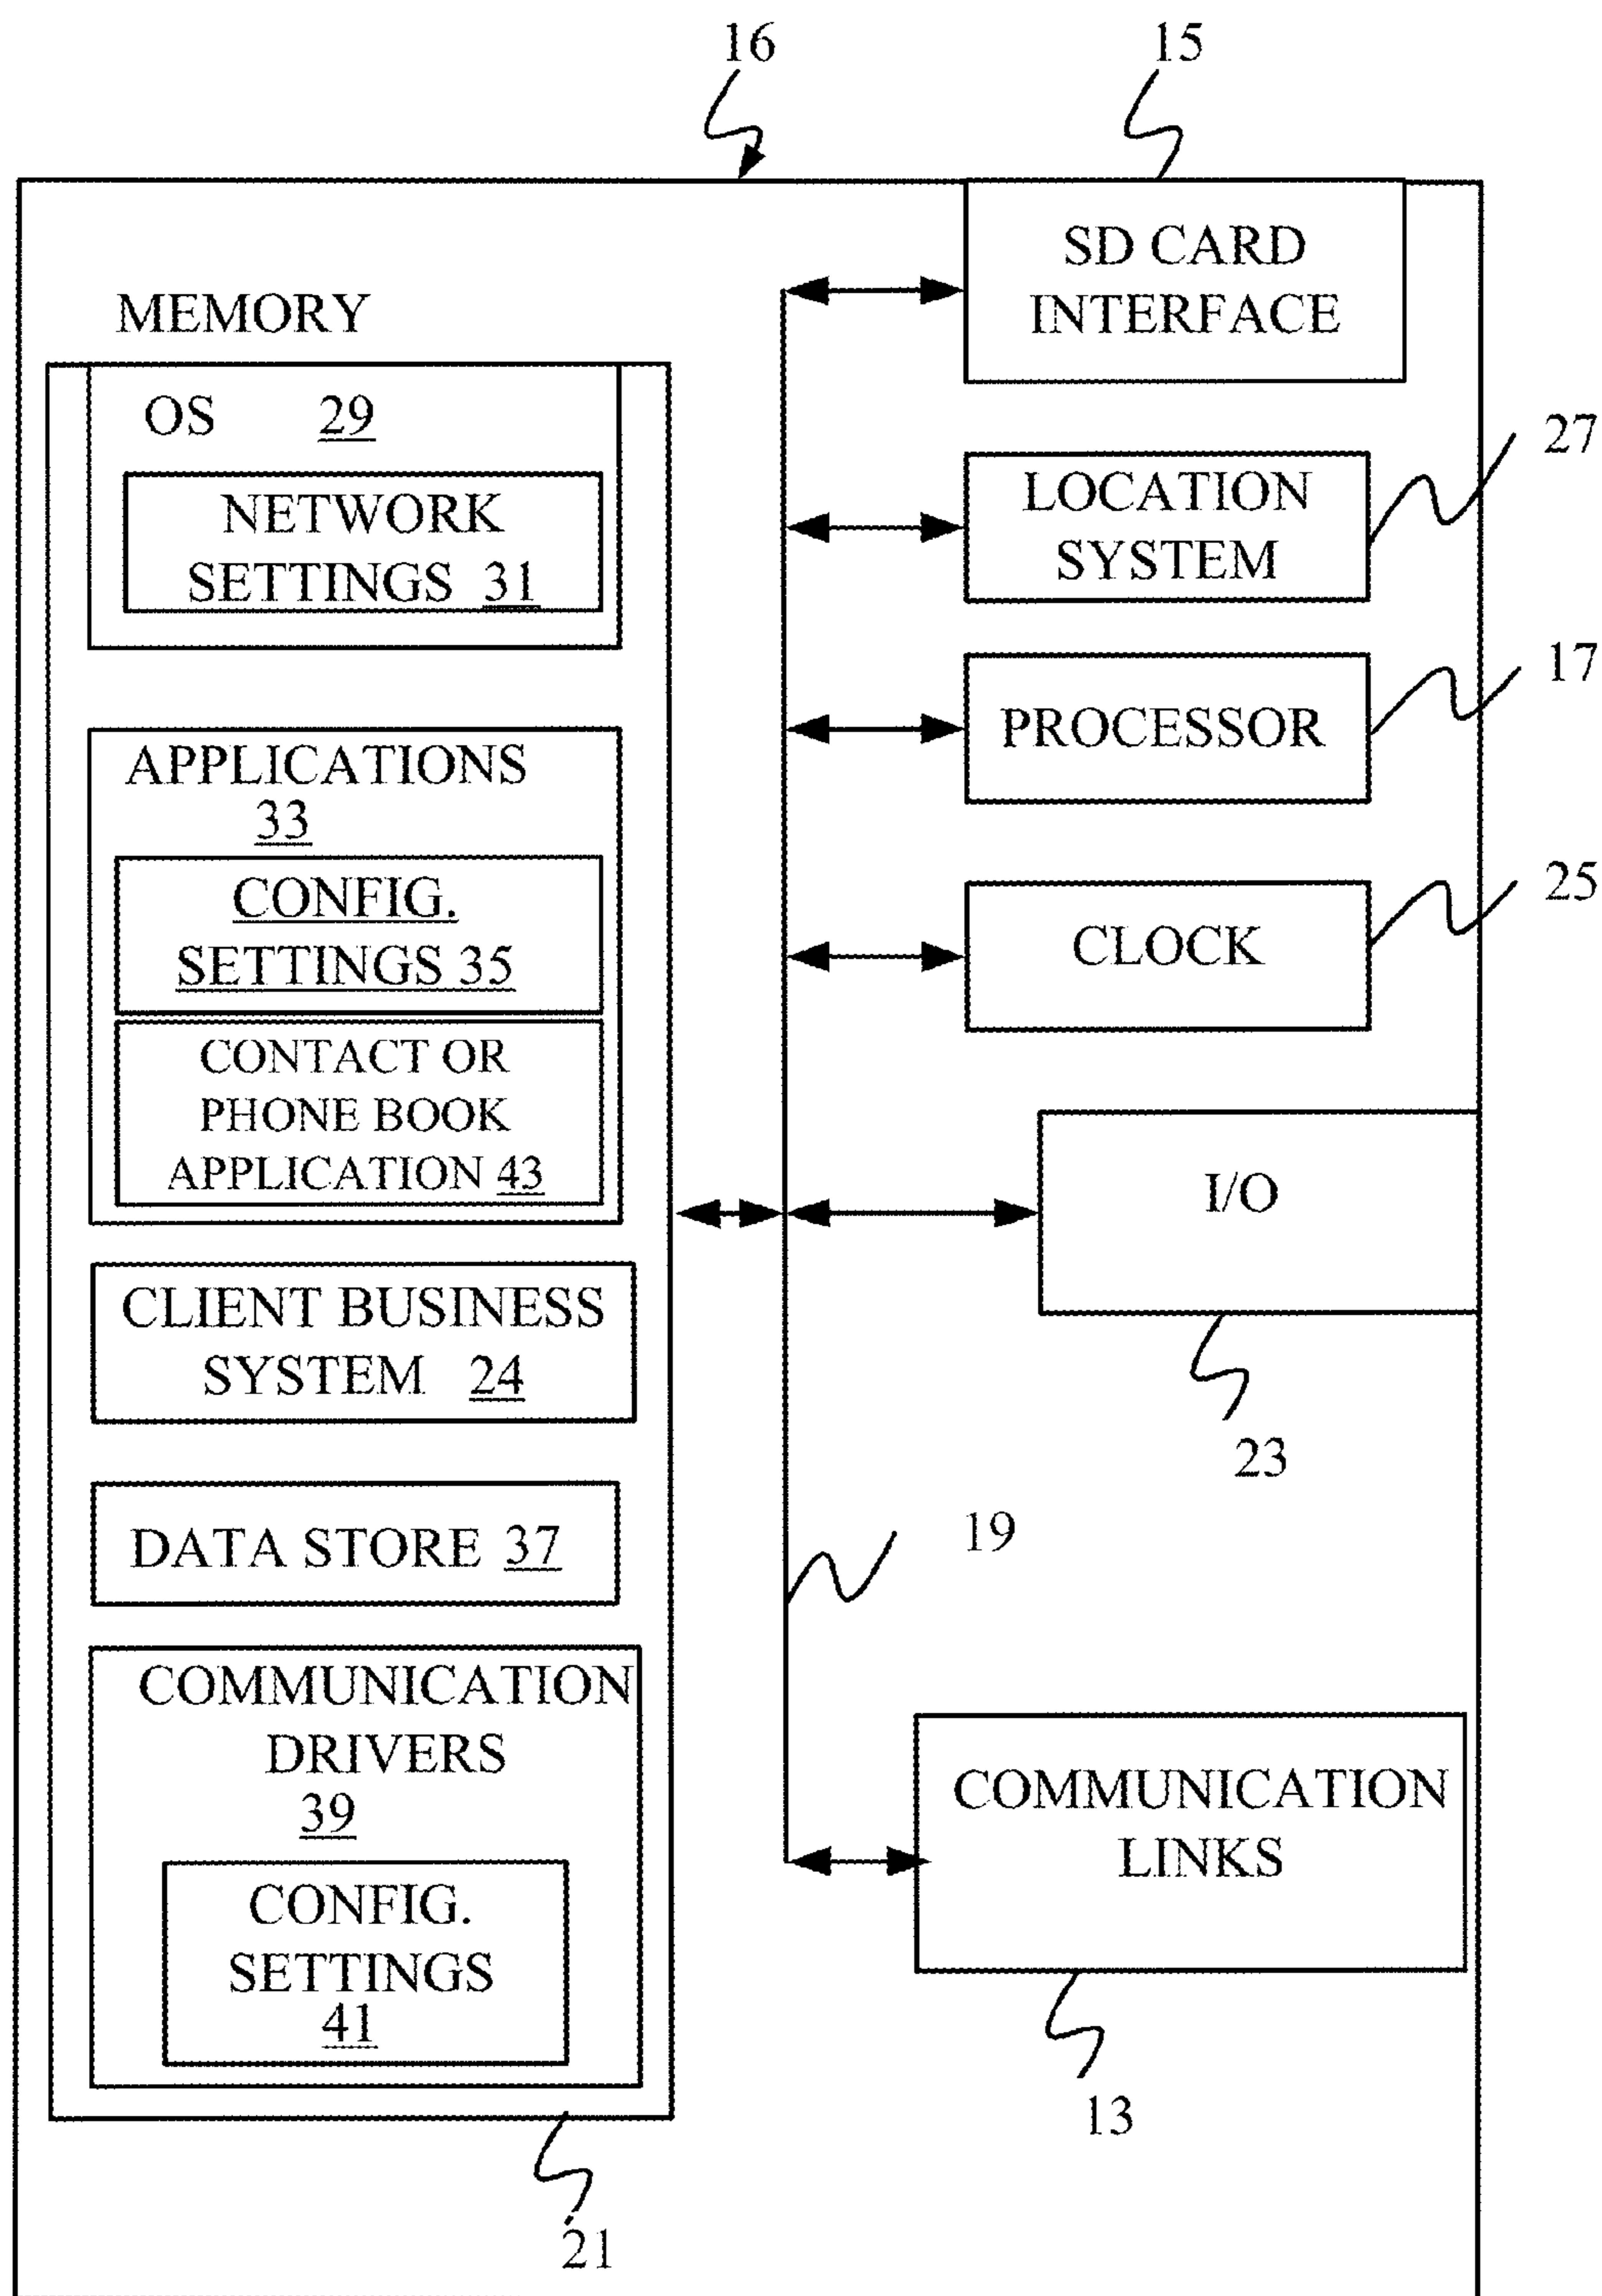 16
15
SD CARD
INTERFACE
MEMORY
OS 29
NETWORK
SETTINGS 31
27
LOCATION
SYSTEM
17
PROCESSOR
APPLICATIONS
33
CONFIG.
SETTINGS 35
25
CLOCK
CONTACT OR
PHONE BOOK
APPLICATION 43
I/O
23
CLIENT BUSINESS
SYSTEM 24
DATA STORE 37
19
COMMUNICATION
DRIVERS
39
CONFIG.
SETTINGS
41
COMMUNICATION
LINKS
13
21